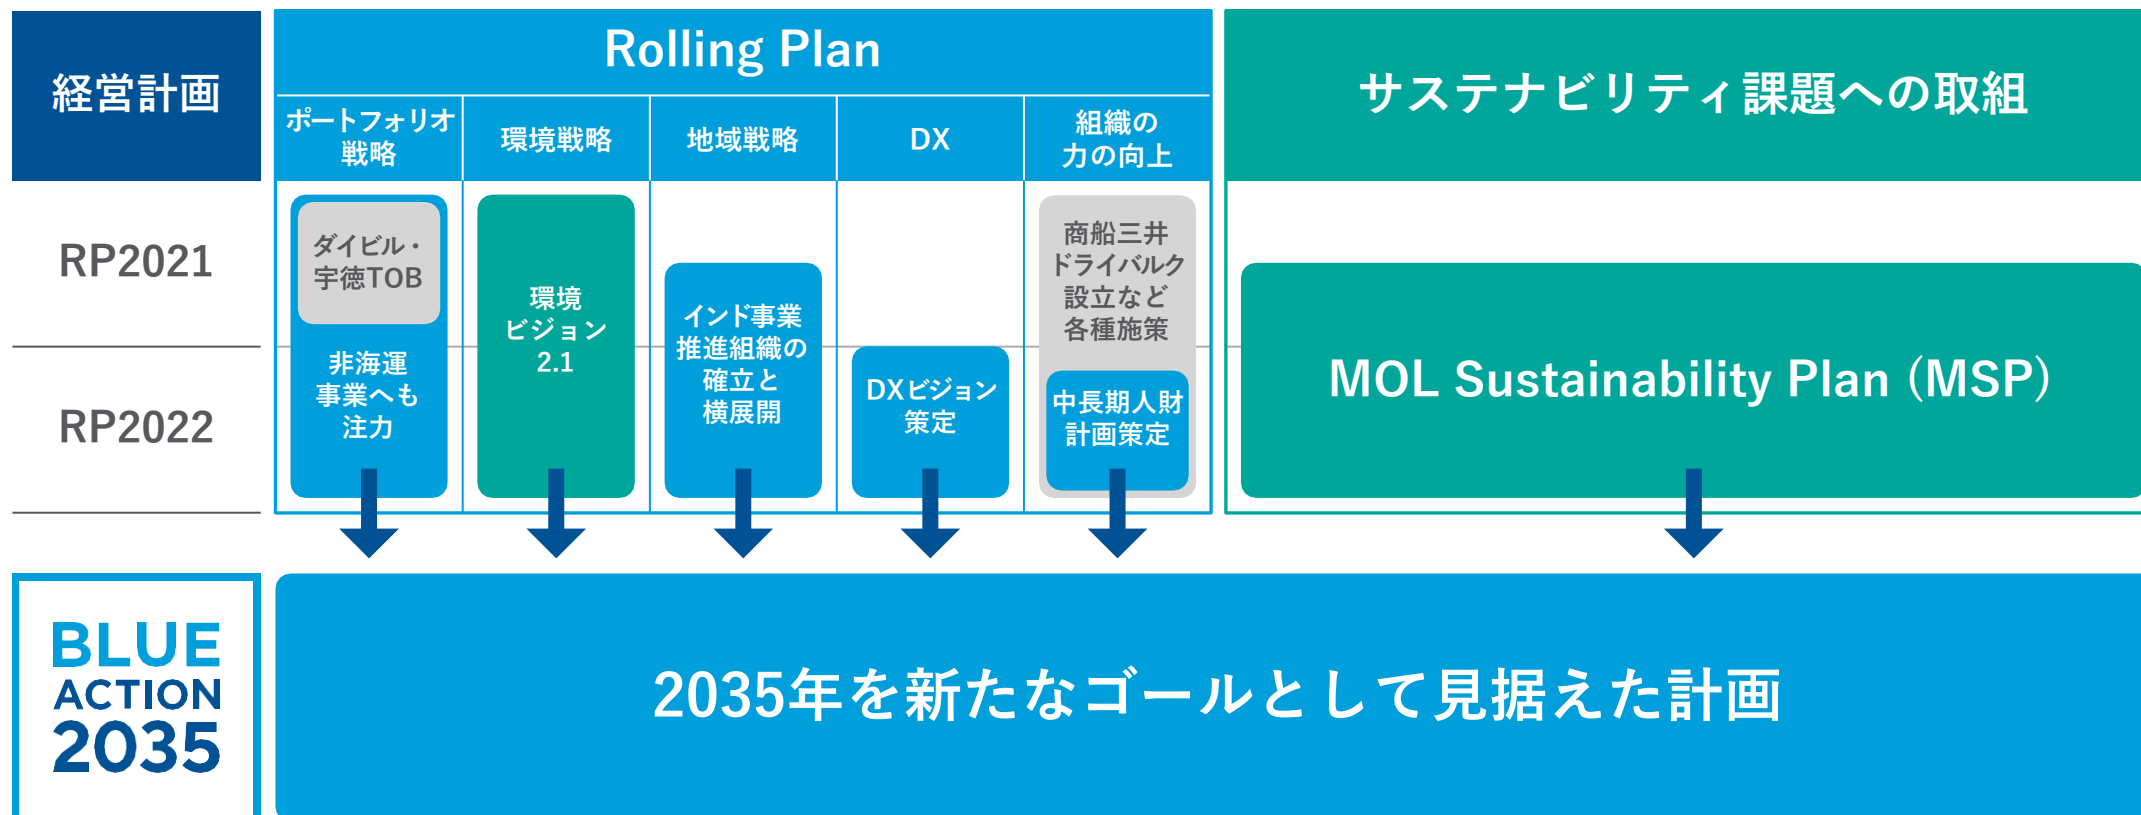 経営計画
Rolling Plan
サステナビリティ課題への取組
ポートフォリオ
戦略
環境戦略
地域戦略
DX
組織の
力の向上
RP2021
RP2022
ダイビル・
宇徳TOB
非海運
事業へも
注力
環境
ビジョン
2.1
インド事業
推進組織の
確立と
横展開
DXビジョン
策定
商船三井
ドライバルク
設立など
各種施策
中長期人財
計画策定
MOL Sustainability Plan (MSP)
BLUE
ACTION
2035
2035年を新たなゴールとして見据えた計画